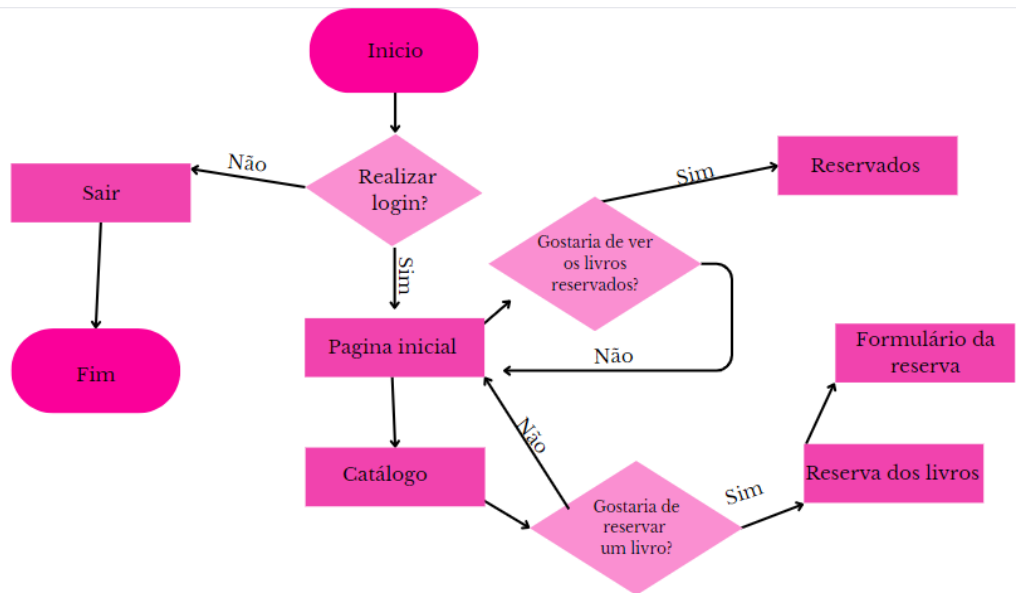 Inicio
Não
Realizar
login?
Sair
Sim
Reservados
Gostaria de ver
os livros
reservados?
Sim
Pagina inicial
Não
Fim
Formulário da
reserva
Não
Catálogo
Gostaria de
reservar
um livro?
Sim
Reserva dos livros